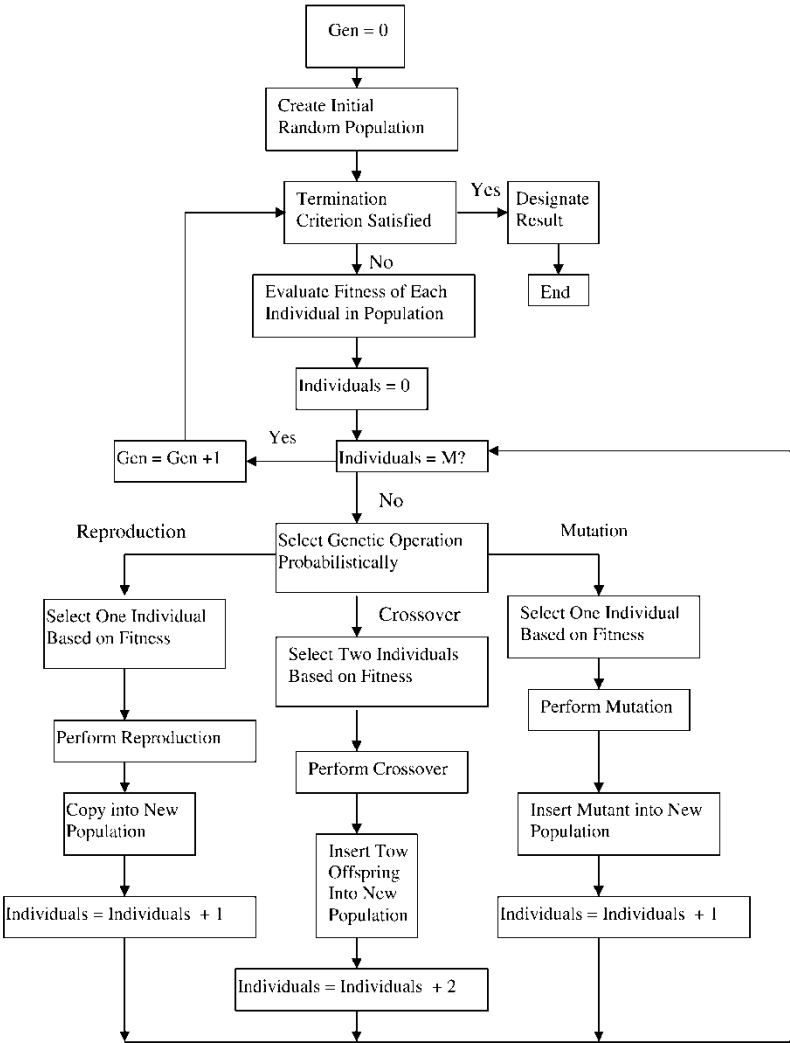 Gen = 0
Create Initial
Random Population
Termination
Criterion Satisfied
Yes
Designate
Result
No
End
Evaluate Fitness of Each
Individual in Population
Individuals = 0
Yes
Gen = Gen +1
Individuals = M?
No
Reproduction
Select Genetic Operation
Probabilistically
Mutation
Select One Individual
Based on Fitness
Crossover
Select Two Individuals
Based on Fitness
Select One Individual
Based on Fitness
Perform Reproduction
Perform Crossover
Perform Mutation
Copy into New
Population
Insert Tow
Offspring
Into New
Population
Insert Mutant into New
Population
Individuals = Individuals + 1
Individuals = Individuals + 2
Individuals = Individuals + 1